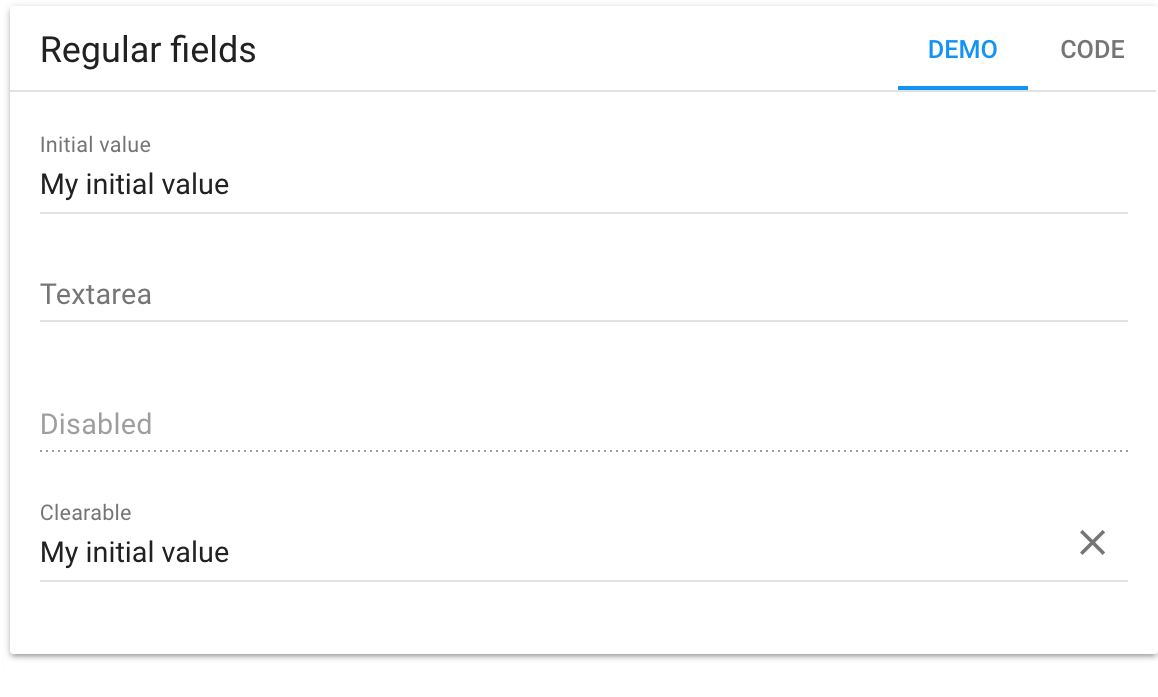 Regular fields
DEMO
CODE
Initial value
My initial value
Textarea
Disabled
Clearable
My initial value